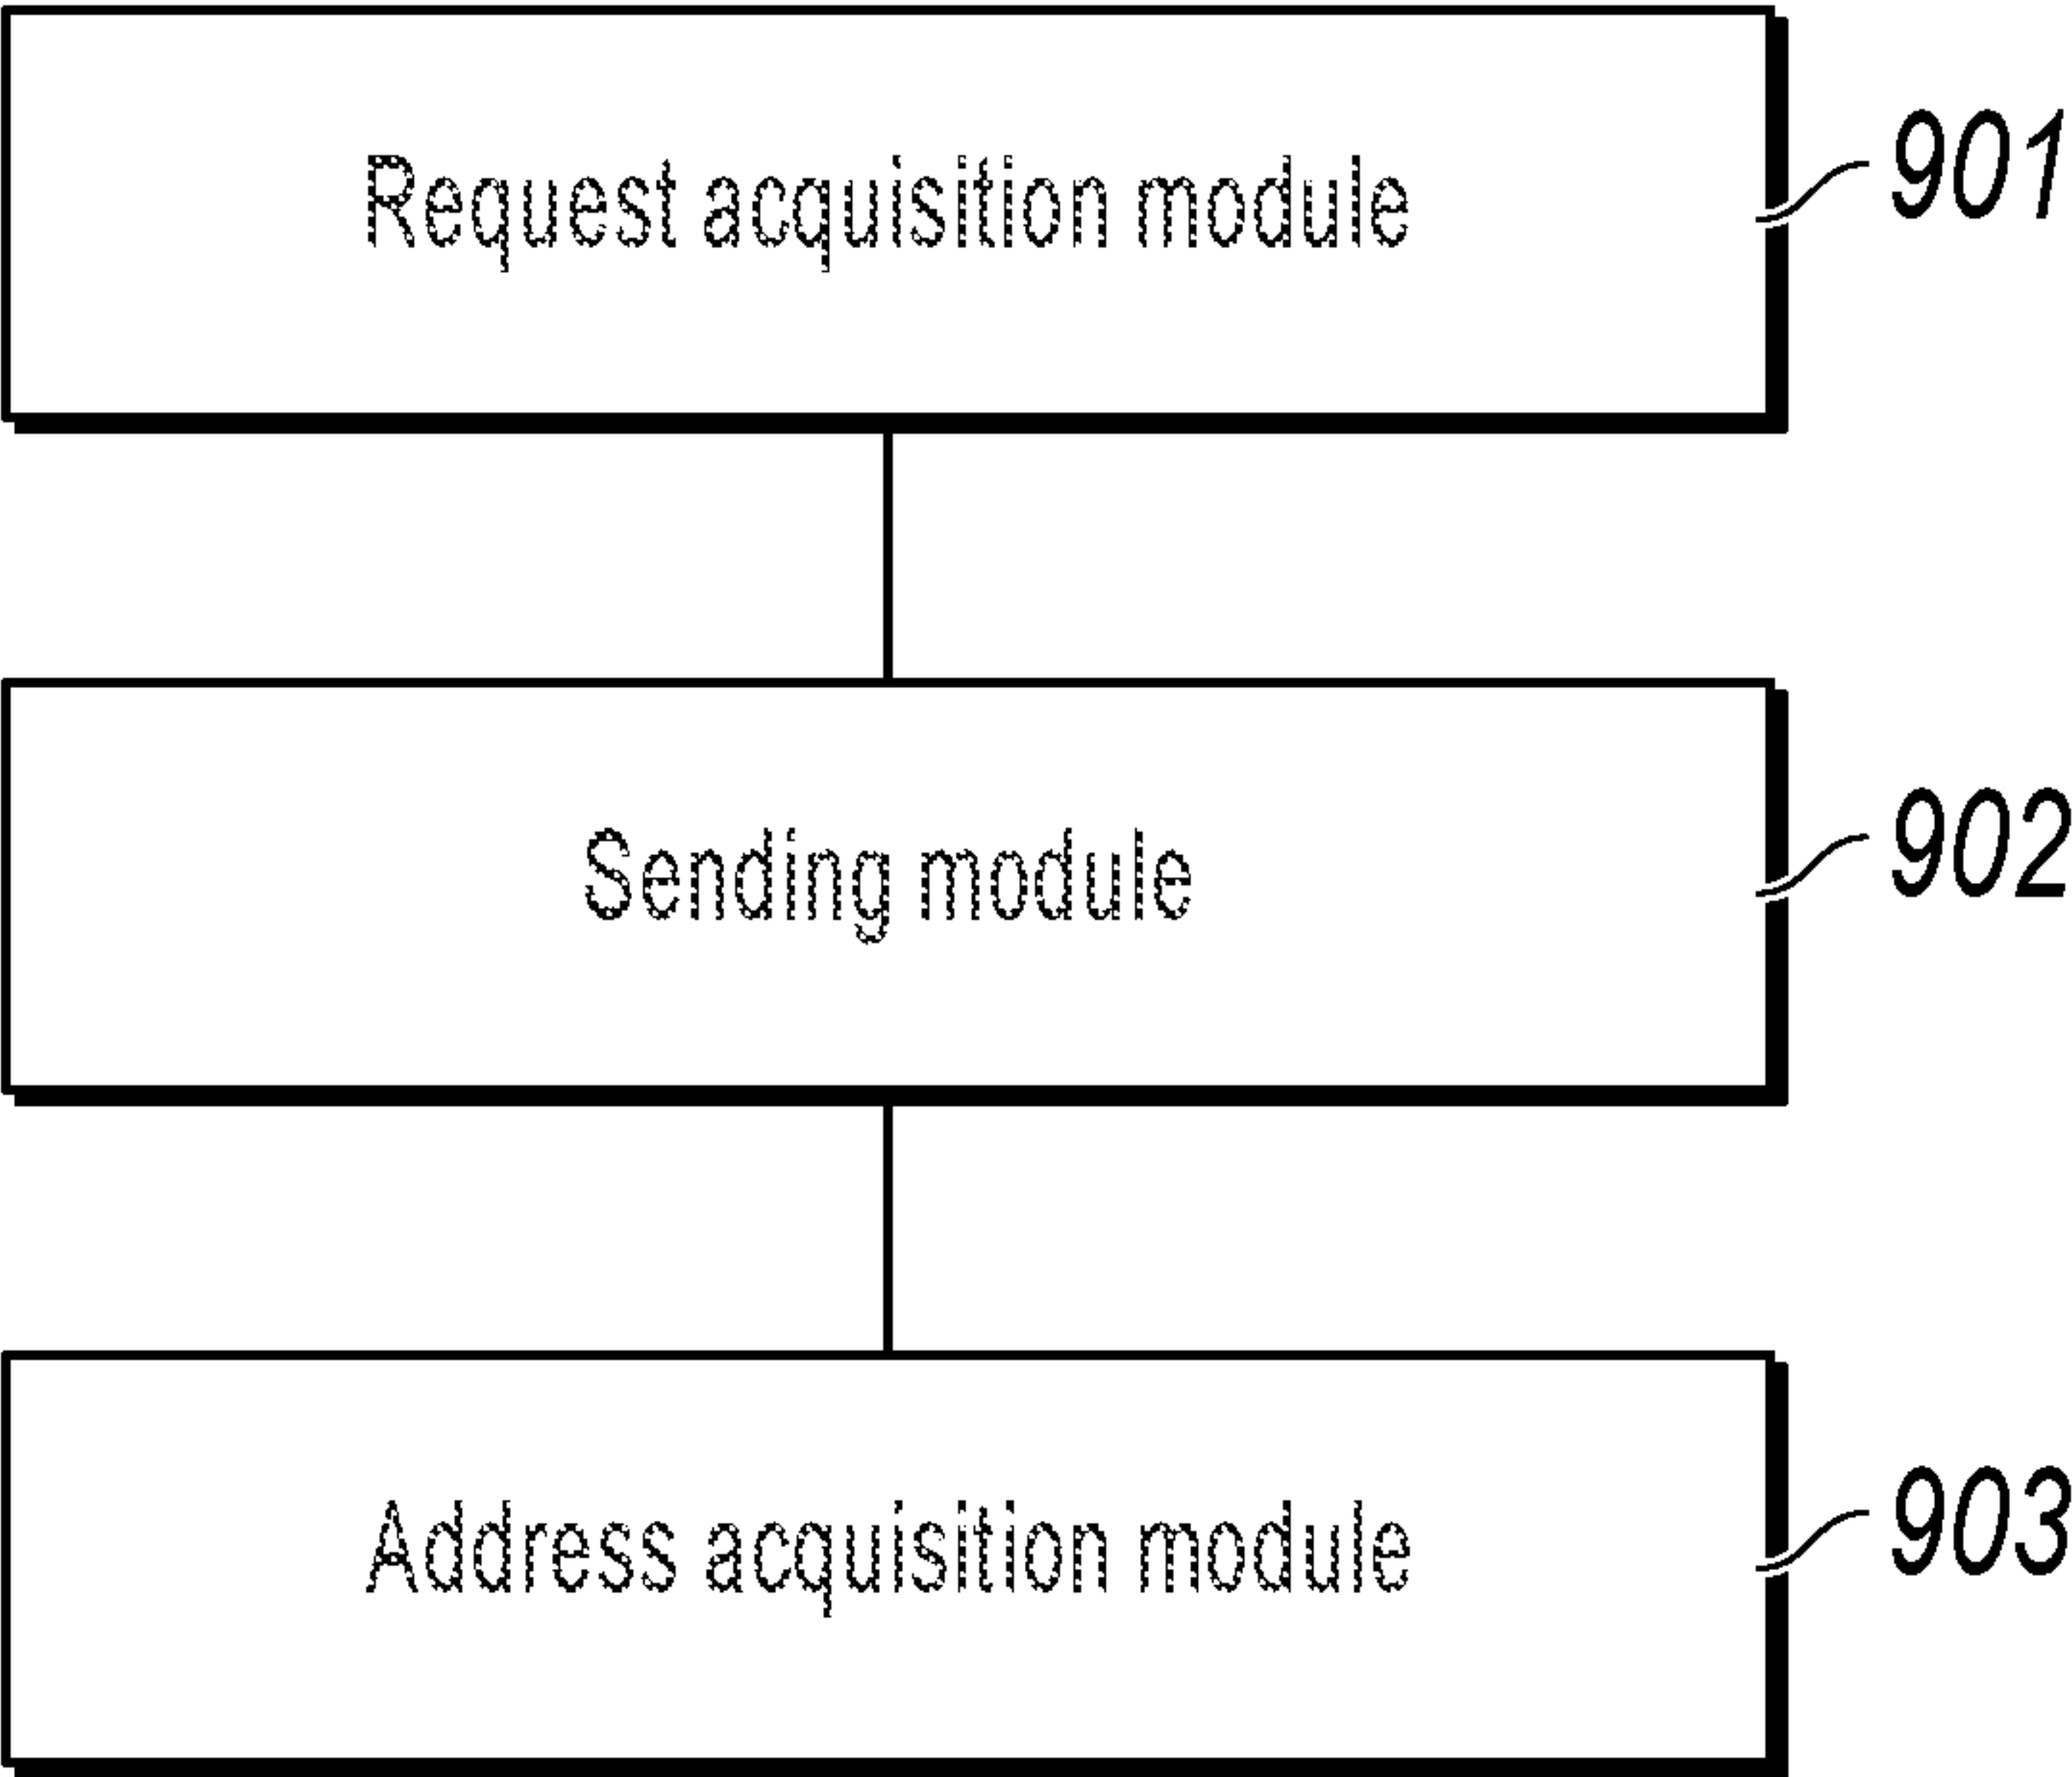 Request acquisition module
901
Sending module
902
Address acquisition module
903